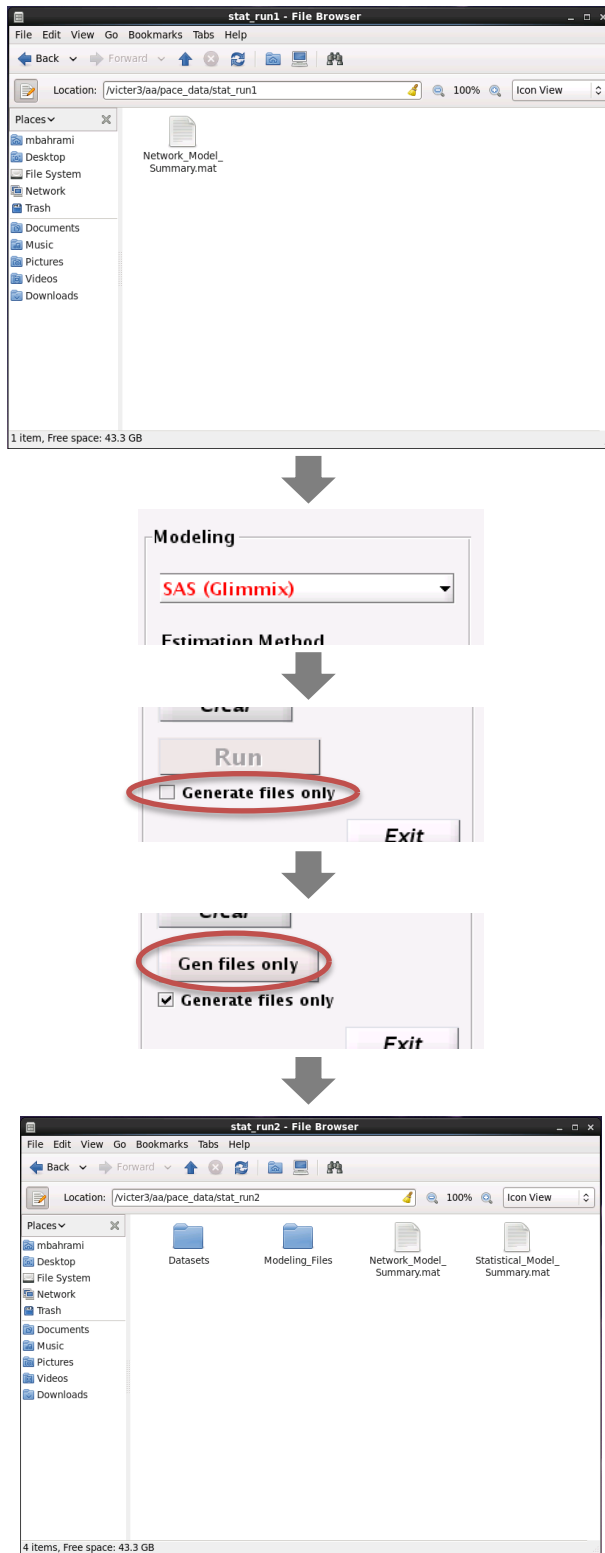 stat_run1 - File Browser
File Edit View Go Bookmarks Tabs Help
Back Forward
Location: /victer3/aa/pace_data/stat_run1 100% Icon View
Places
mbahrami
Desktop
File System
Network
Trash
Documents
Music
Pictures
Videos
Downloads
Network_Model_
Summary.mat
1 item, Free space: 43.3 GB
Modeling
SAS (Glimmix)
Estimation Method
Clear
Run
Generate files only
Exit
Clear
Gen files only
Generate files only
Exit
stat_run2 - File Browser
File Edit View Go Bookmarks Tabs Help
Back Forward
Location: /victer3/aa/pace_data/stat_run2 100% Icon View
Places
mbahrami
Desktop
File System
Network
Trash
Documents
Music
Pictures
Videos
Downloads
Datasets
Modeling_Files
Network_Model_
Summary.mat
Statistical_Model_
Summary.mat
4 items, Free space: 43.3 GB